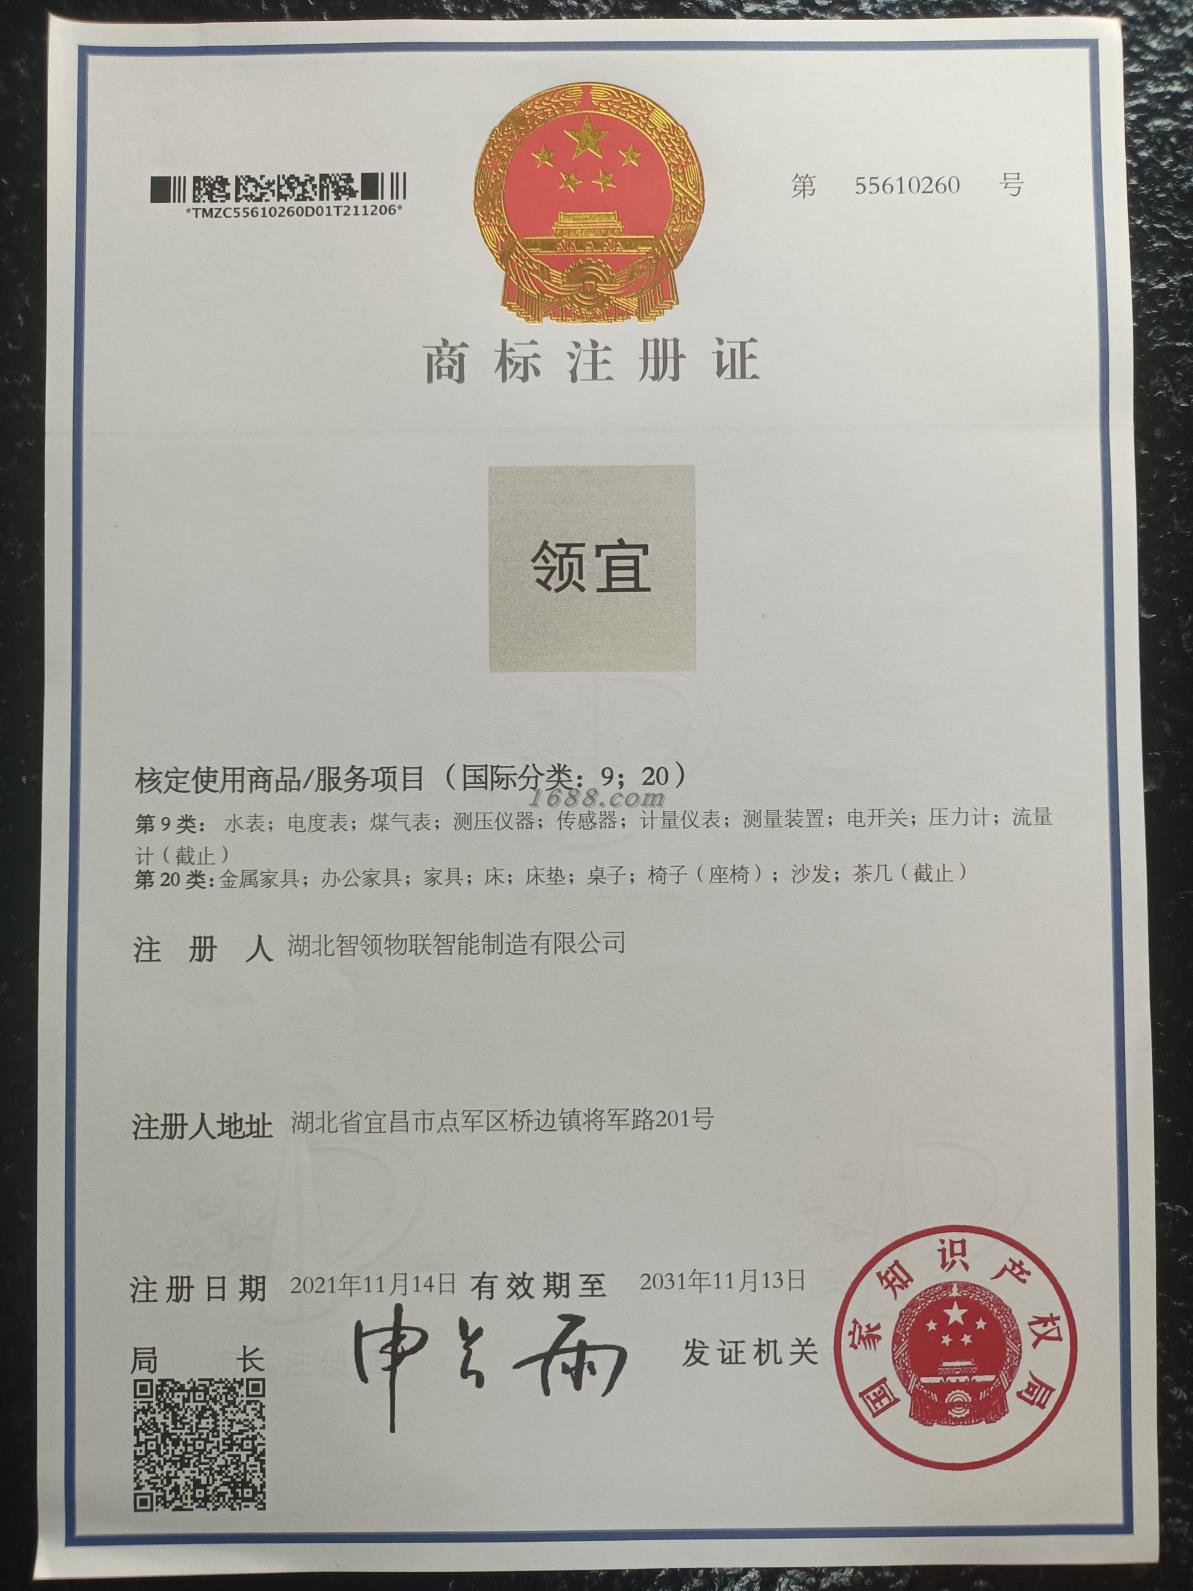 第 55610260 号
*TMZC55610260D01T211206*
商标注册证
领宜
核定使用商品/服务项目（国际分类：9；20）
1688.com
第9类：水表；电度表；煤气表；测压仪器；传感器；计量仪表；测量装置；电开关；压力计；流量
计（截止）
第20类：金属家具；办公家具；家具；床；床垫；桌子；椅子（座椅）；沙发；茶几（截止）
注册人 湖北智领物联智能制造有限公司
注册人地址 湖北省宜昌市点军区桥边镇将军路201号
注册日期 2021年11月14日 有效期至 2031年11月13日
局长 申长雨 发证机关
国家知识产权局